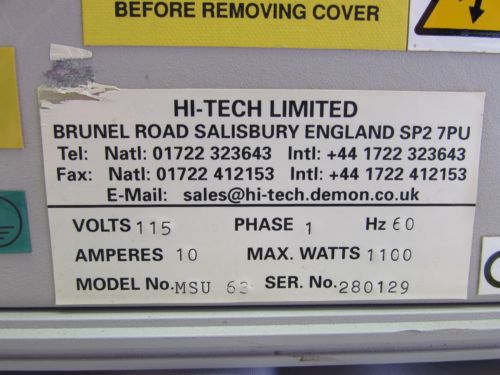 BEFORE REMOVING COVER
HI-TECH LIMITED
BRUNEL ROAD SALISBURY ENGLAND SP2 7PU
Tel: Natl: 01722 323643 Intl: +44 1722 323643
Fax: Natl: 01722 412153 Intl: +44 1722 412153
E-Mail: sales@hi-tech.demon.co.uk
VOLTS 115 PHASE 1 Hz 60
AMPERES 10 MAX. WATTS 1100
MODEL No. MSU 63 SER. No. 280129